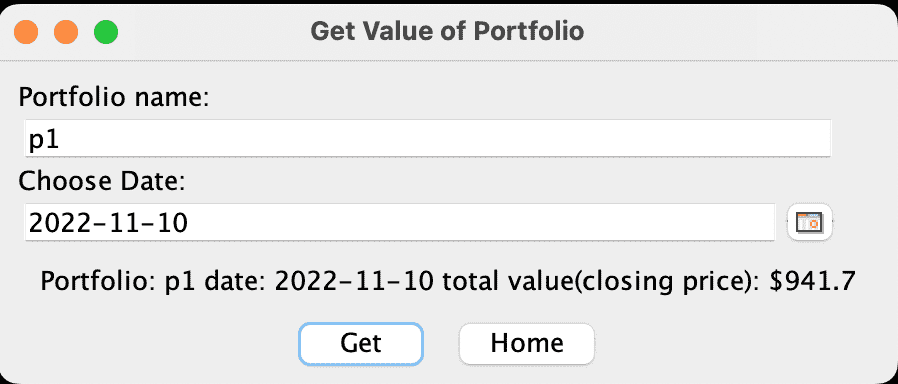 Get Value of Portfolio
Portfolio name:
p1
Choose Date:
2022-11-10
Portfolio: p1 date: 2022-11-10 total value(closing price): $941.7
Get Home